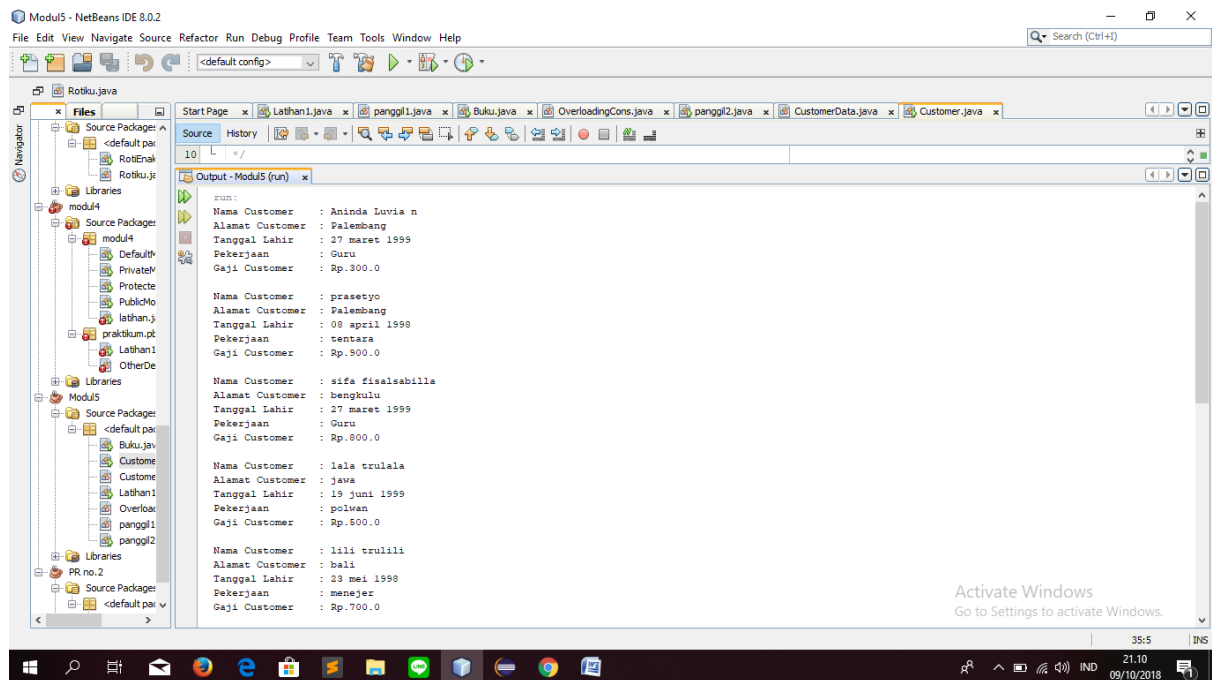 Modul5 - NetBeans IDE 8.0.2
File Edit View Navigate Source Refactor Run Debug Profile Team Tools Window Help
Search (Ctrl+I)
<default config>
Rotiku.java
Files
Start Page Latihan1.java panggil1.java Buku.java OverloadingCons.java panggil2.java CustomerData.java Customer.java
Navigator
Source Packages
<default pac
RotiEnak
Rotiku.ja
Libraries
modul4
Source Packages
modul4
DefaultM
PrivateM
Protecte
PublicMo
latihan.ja
praktikum.pb
Latihan1
OtherDe
Libraries
Modul5
Source Packages
<default pac
Buku.jav
Custome
Custome
Latihan1
Overload
panggil1
panggil2
Libraries
PR no.2
Source Packages
<default pac
Source History
10 */
Output - Modul5 (run)
run:
Nama Customer : Aninda Luvia n
Alamat Customer : Palembang
Tanggal Lahir : 27 maret 1999
Pekerjaan : Guru
Gaji Customer : Rp.300.0
Nama Customer : prasetyo
Alamat Customer : Palembang
Tanggal Lahir : 08 april 1998
Pekerjaan : tentara
Gaji Customer : Rp.900.0
Nama Customer : sifa fisalsabilla
Alamat Customer : bengkulu
Tanggal Lahir : 27 maret 1999
Pekerjaan : Guru
Gaji Customer : Rp.800.0
Nama Customer : lala trulala
Alamat Customer : jawa
Tanggal Lahir : 19 juni 1999
Pekerjaan : polwan
Gaji Customer : Rp.500.0
Nama Customer : lili trulili
Alamat Customer : bali
Tanggal Lahir : 23 mei 1998
Pekerjaan : menejer
Gaji Customer : Rp.700.0
Activate Windows
Go to Settings to activate Windows.
35:5 INS
IND
21.10
09/10/2018